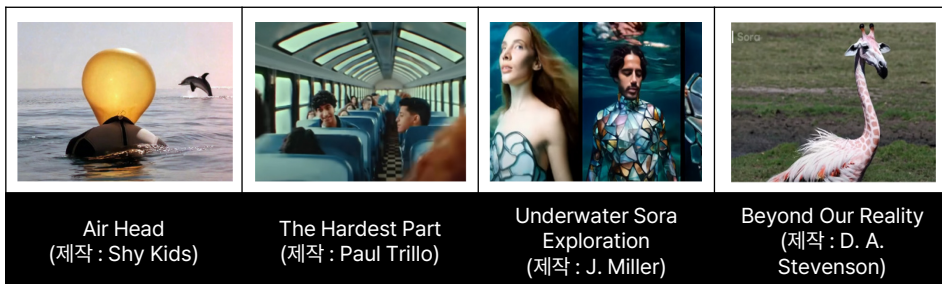 Sora
Air Head
(제작 : Shy Kids)
The Hardest Part
(제작 : Paul Trillo)
Underwater Sora
Exploration
(제작 : J. Miller)
Beyond Our Reality
(제작 : D. A.
Stevenson)